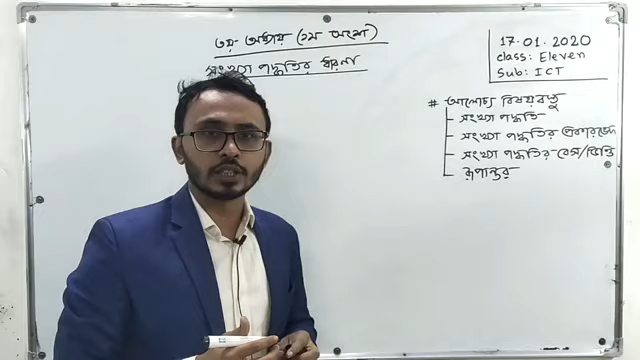 ৩য় অধ্যায় (১ম অংশ)
সংখ্যা পদ্ধতির ধারণা
17.01.2020
class: Eleven
Sub: ICT
# আলোচ্য বিষয়বস্তু
সংখ্যা পদ্ধতি
সংখ্যা পদ্ধতির প্রকারভেদ
সংখ্যা পদ্ধতির বেস/ভিত্তি
রূপান্তর